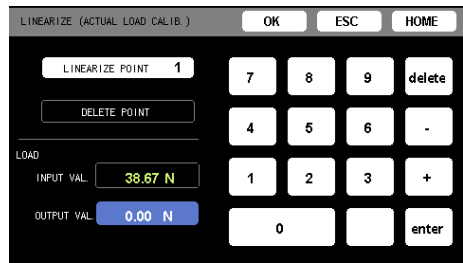 LINEARIZE (ACTUAL LOAD CALIB.) OK ESC HOME
LINEARIZE POINT 1
DELETE POINT
LOAD
INPUT VAL. 38.67 N
OUTPUT VAL. 0.00 N
7 8 9 delete
4 5 6 -
1 2 3 +
0 enter